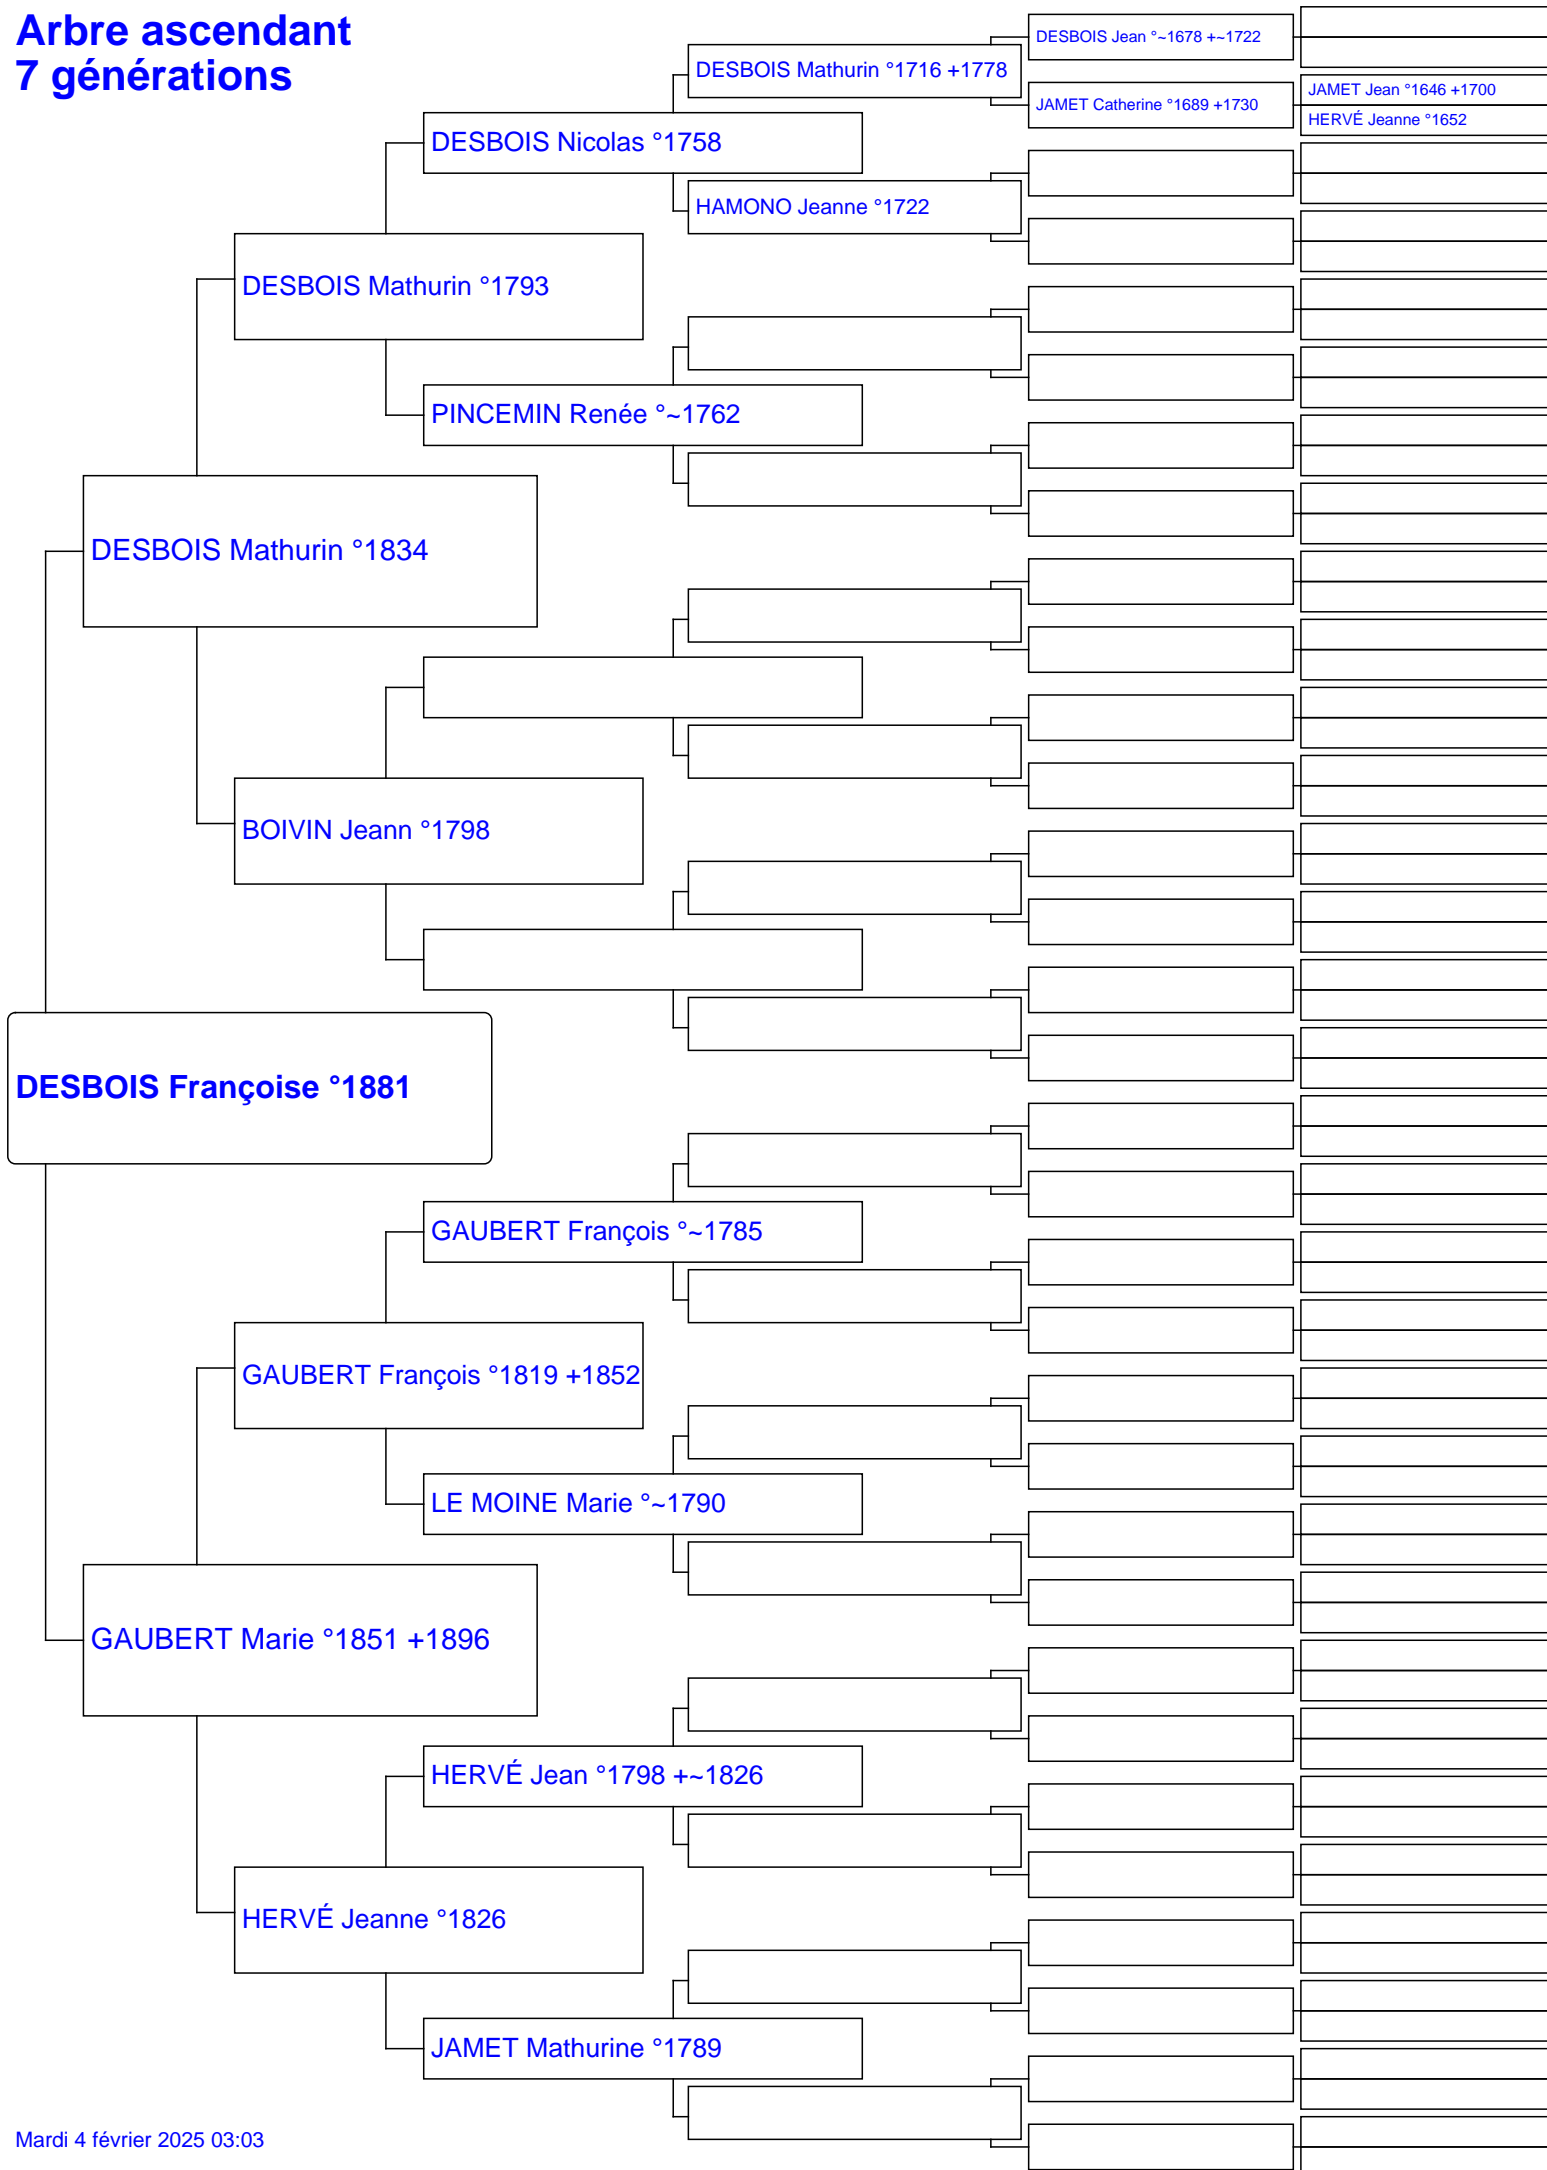 Arbre ascendant
7 générations
DESBOIS Jean °~1678 +~1722
DESBOIS Mathurin °1716 +1778
JAMET Jean °1646 +1700
JAMET Catherine °1689 +1730
HERVÉ Jeanne °1652
DESBOIS Nicolas °1758
HAMONO Jeanne °1722
DESBOIS Mathurin °1793
PINCEMIN Renée °~1762
DESBOIS Mathurin °1834
BOIVIN Jeann °1798
DESBOIS Françoise °1881
GAUBERT François °~1785
GAUBERT François °1819 +1852
LE MOINE Marie °~1790
GAUBERT Marie °1851 +1896
HERVÉ Jean °1798 +~1826
HERVÉ Jeanne °1826
JAMET Mathurine °1789
Mardi 4 février 2025 03:03